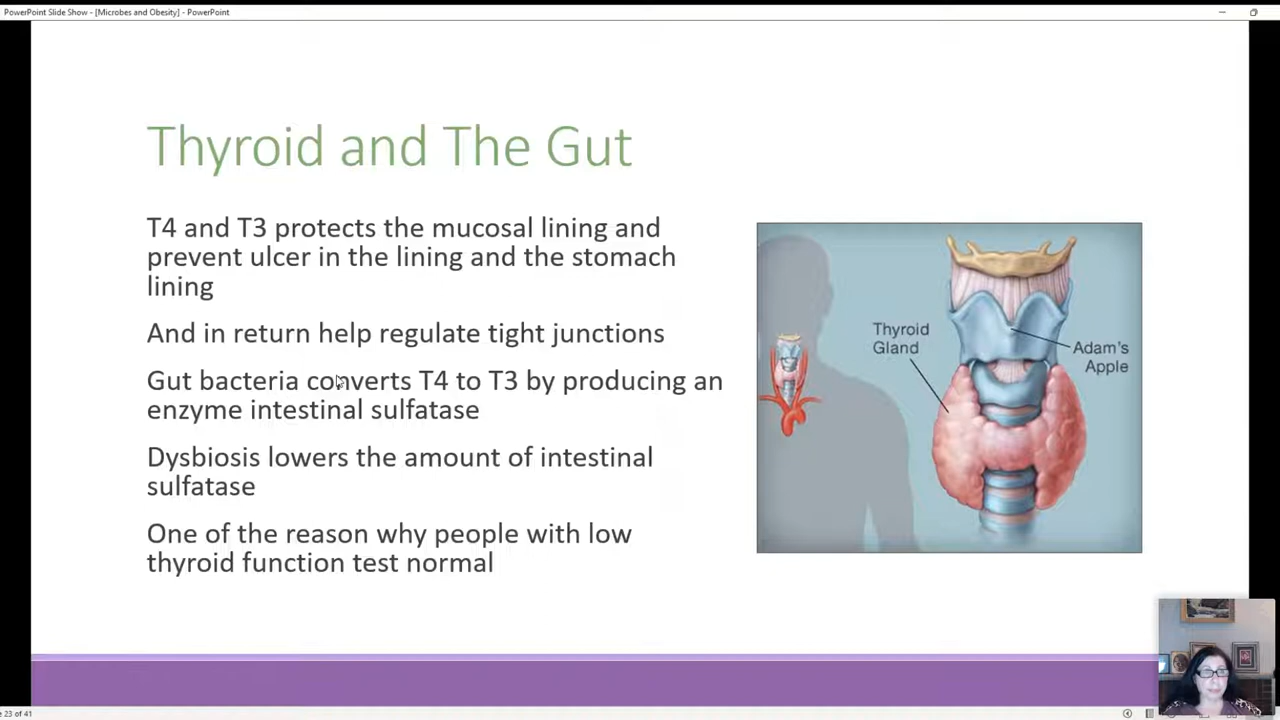 PowerPoint Slide Show - [Microbes and Obesity] - PowerPoint
Thyroid and The Gut
T4 and T3 protects the mucosal lining and
prevent ulcer in the lining and the stomach
lining
And in return help regulate tight junctions
Gut bacteria converts T4 to T3 by producing an
enzyme intestinal sulfatase
Dysbiosis lowers the amount of intestinal
sulfatase
One of the reason why people with low
thyroid function test normal
Thyroid
Gland
Adam's
Apple
23 of 41